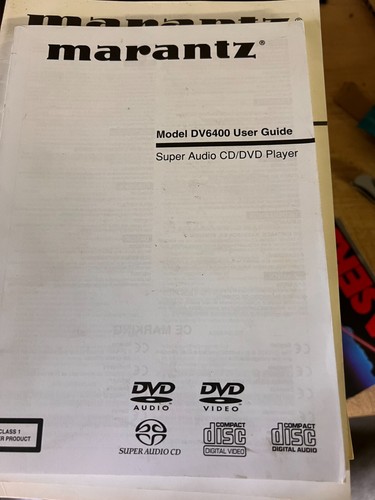 marantz
marantz®
Model DV6400 User Guide
Super Audio CD/DVD Player
DVD
AUDIO
DVD
VIDEO
SUPER AUDIO CD
COMPACT
disc
DIGITAL VIDEO
COMPACT
disc
DIGITAL AUDIO
CLASS 1
PRODUCT
CE MARKING